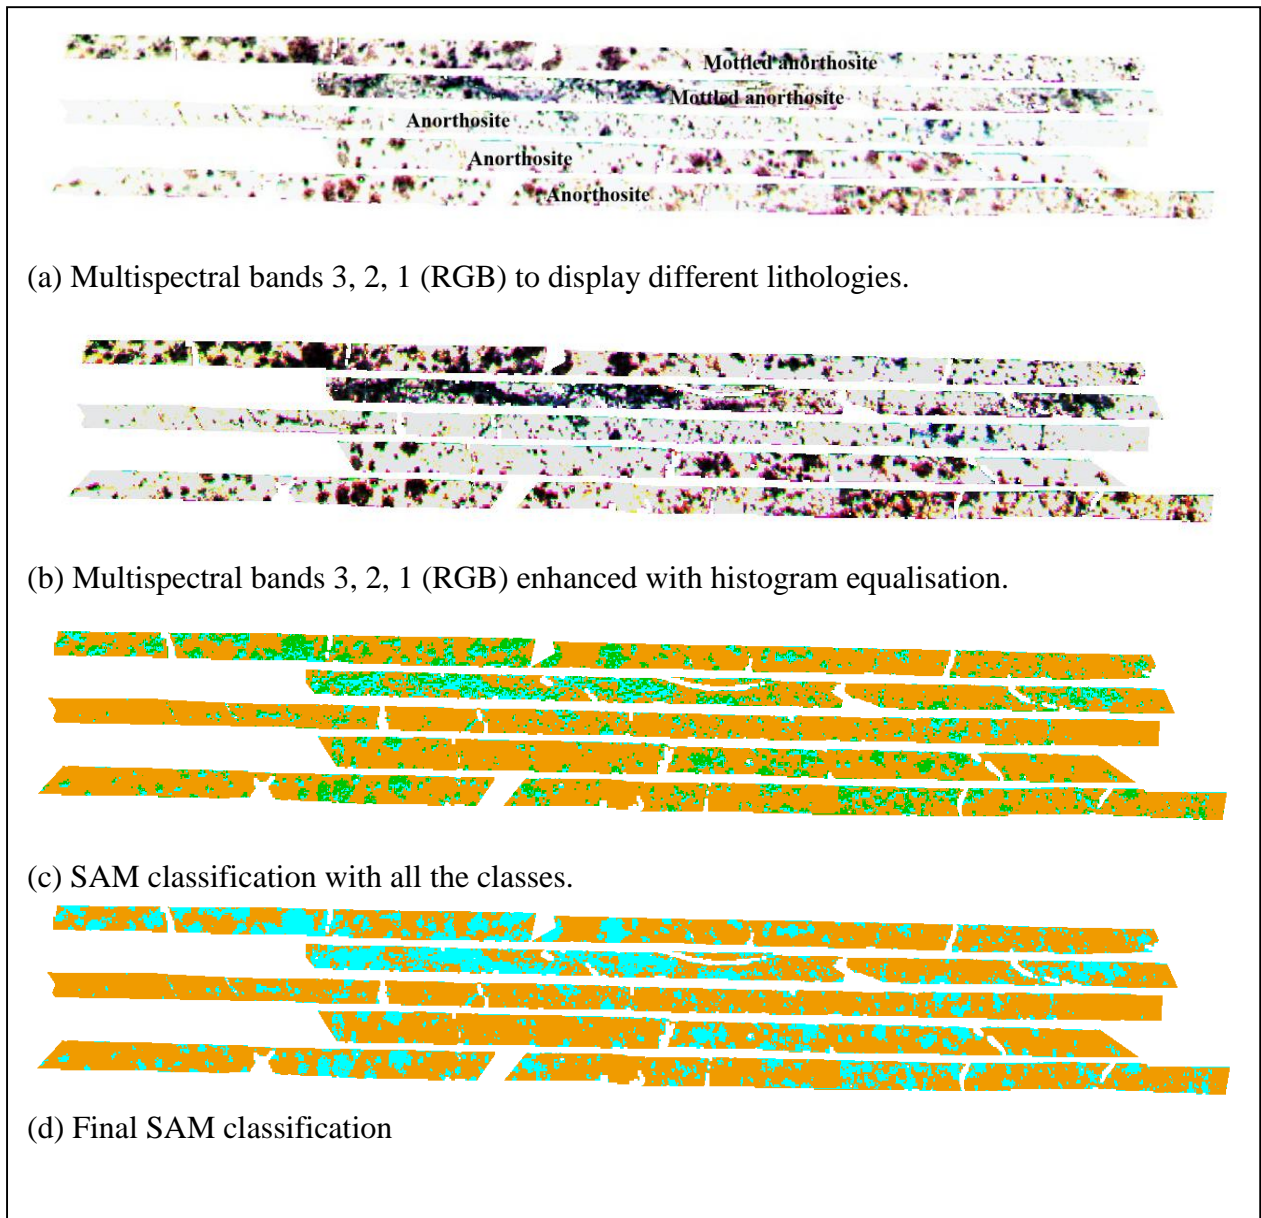 Mottled anorthosite
Mottled anorthosite
Anorthosite
Anorthosite
Anorthosite
(a) Multispectral bands 3, 2, 1 (RGB) to display different lithologies.
(b) Multispectral bands 3, 2, 1 (RGB) enhanced with histogram equalisation.
(c) SAM classification with all the classes.
(d) Final SAM classification